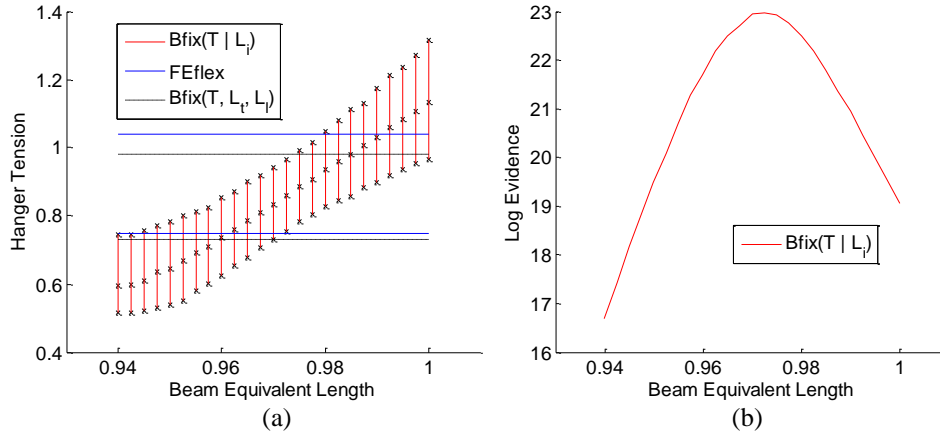 1.4
1.2
1
0.8
0.6
0.4
Hanger Tension
Bfix(T | L_i)
FEflex
Bfix(T, L_t, L_l)
0.94 0.96 0.98 1
Beam Equivalent Length
(a)
23
22
21
20
19
18
17
16
Log Evidence
Bfix(T | L_i)
0.94 0.96 0.98 1
Beam Equivalent Length
(b)